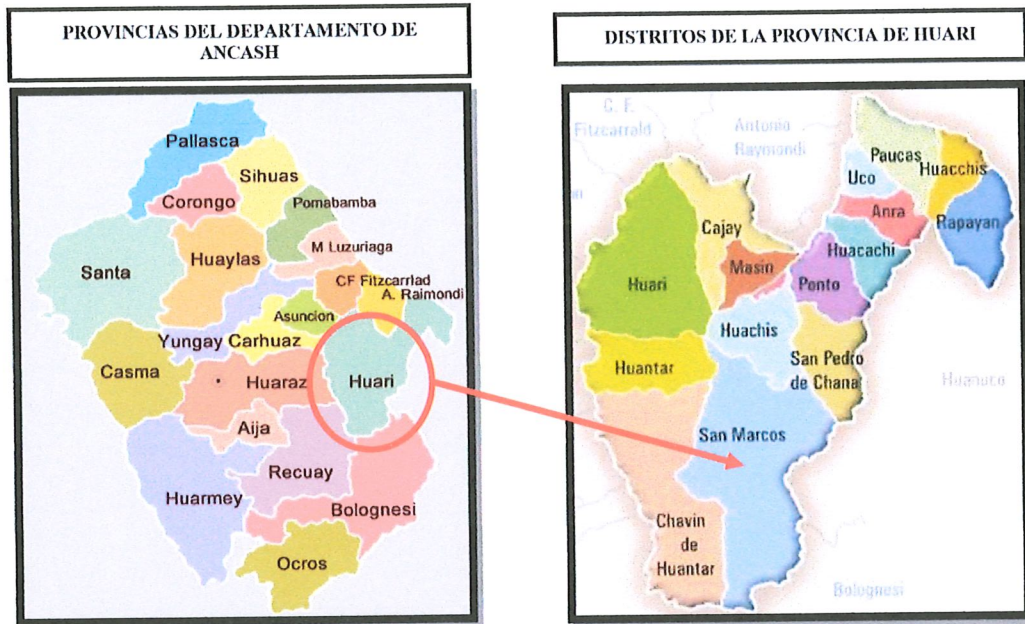 PROVINCIAS DEL DEPARTAMENTO DE
ANCASH
Pallasca
Sihuas
Corongo
Pomabamba
M Luzuriaga
Santa
Huaylas
CF Fitzcarrlad
A. Raimondi
Asuncion
Yungay
Carhuaz
Casma
Huaraz
Huari
Aija
Recuay
Huarmey
Bolognesi
Ocros
DISTRITOS DE LA PROVINCIA DE HUARI
C. F.
Fitzcarrald
Antonio
Raymondi
Paucas
Huacchis
Uco
Anra
Rapayan
Cajay
Huacachi
Masin
Huari
Ponto
Huachis
San Pedro
de Chana
Huantar
Huanuco
San Marcos
Chavin
de
Huantar
Bolognesi